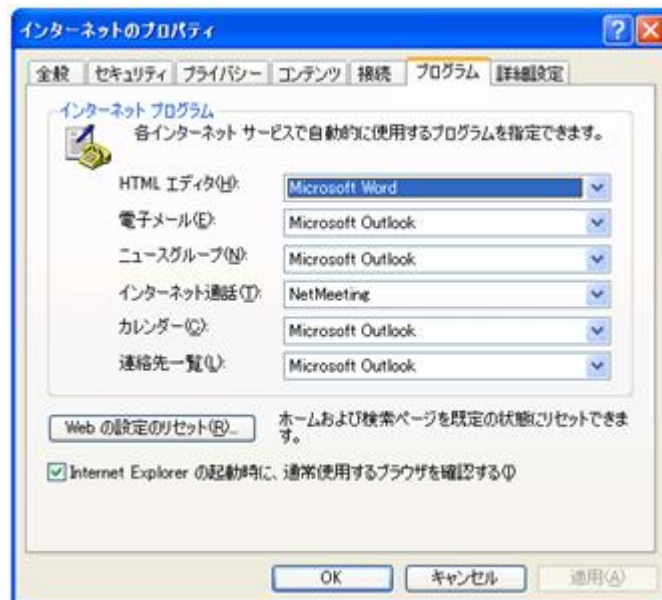 インターネットのプロパティ
全般 セキュリティ プライバシー コンテンツ 接続 プログラム 詳細設定
インターネット プログラム
各インターネット サービスで自動的に使用するプログラムを指定できます。
HTML エディタ(H): Microsoft Word
電子メール(E): Microsoft Outlook
ニュースグループ(N): Microsoft Outlook
インターネット通話(T): NetMeeting
カレンダー(C): Microsoft Outlook
連絡先一覧(L): Microsoft Outlook
Web の設定のリセット(R)... ホームおよび検索ページを既定の状態にリセットできま
す。
Internet Explorer の起動時に、通常使用するブラウザを確認する(I)
OK キャンセル 適用(A)